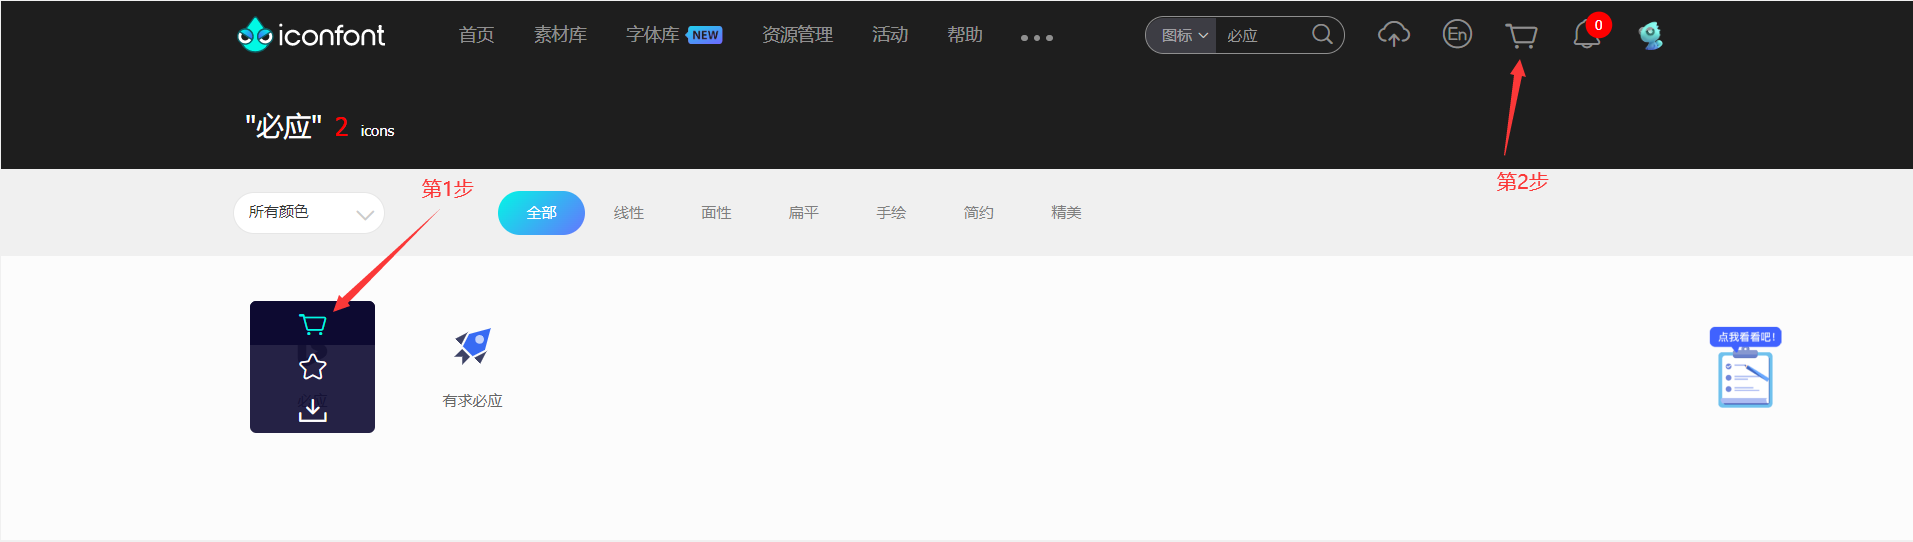 iconfont 首页 素材库 字体库 NEW 资源管理 活动 帮助 图标 必应 En 0
"必应" 2 icons
第1步 第2步
所有颜色 全部 线性 面性 扁平 手绘 简约 精美
点我看看吧!
有求必应